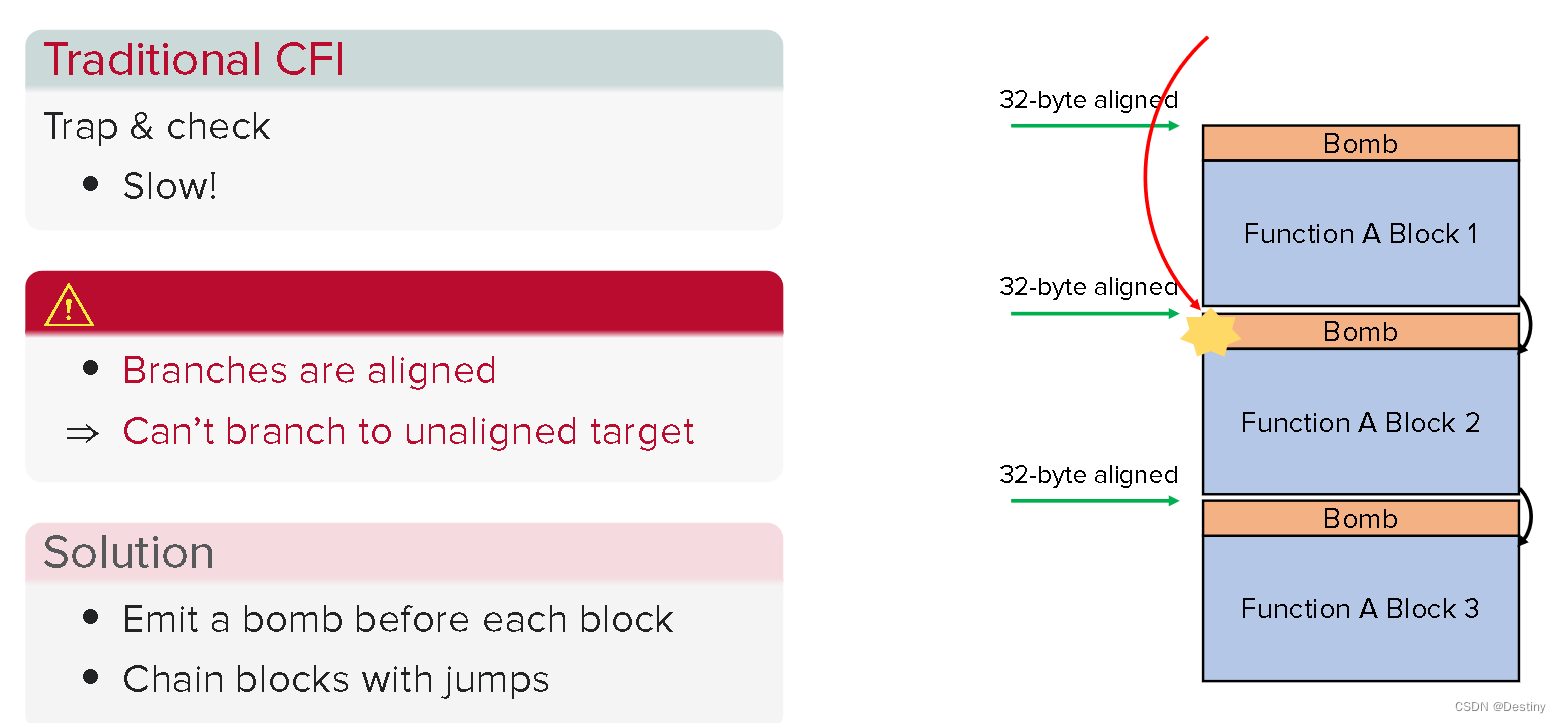 Traditional CFI
Trap & check
• Slow!
• Branches are aligned
⇒ Can't branch to unaligned target
Solution
• Emit a bomb before each block
• Chain blocks with jumps
32-byte aligned
Bomb
Function A Block 1
32-byte aligned
Bomb
Function A Block 2
32-byte aligned
Bomb
Function A Block 3
CSDN @Destiny